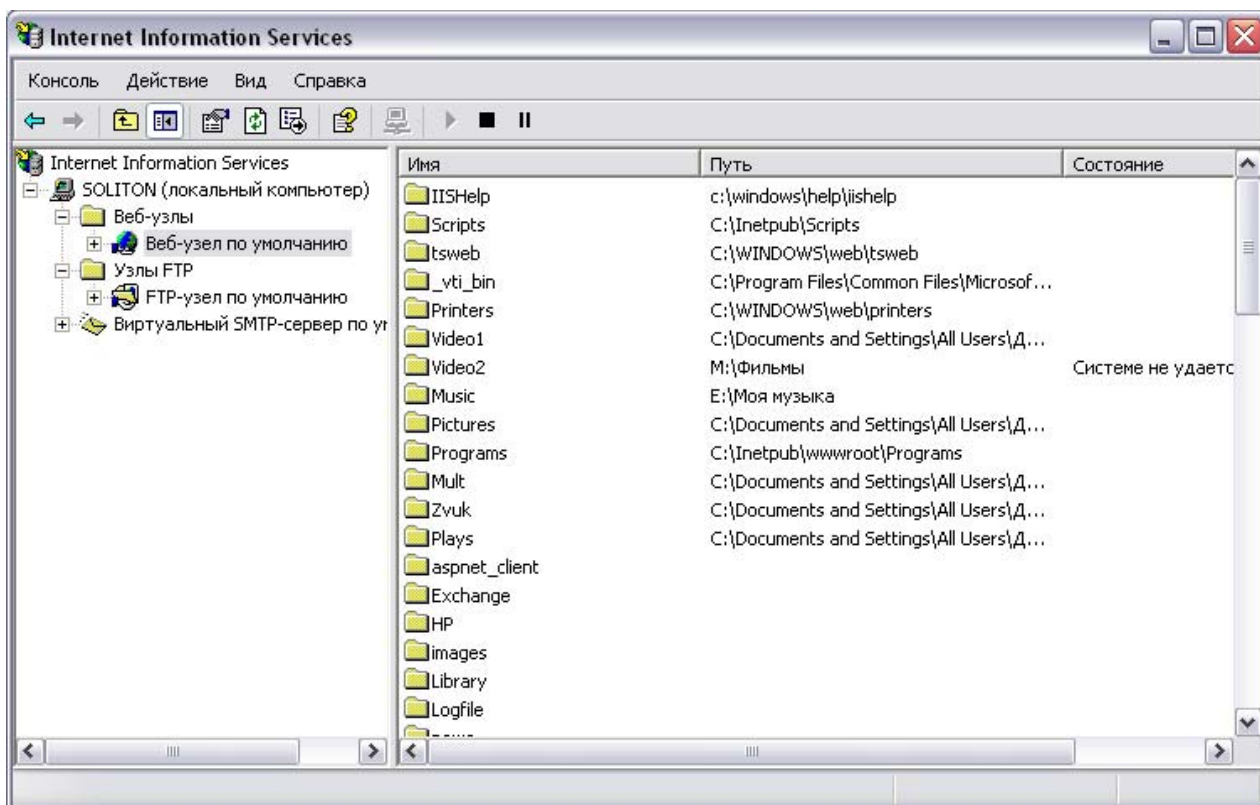 Internet Information Services
Консоль Действие Вид Справка
Internet Information Services
SOLITON (локальный компьютер)
Веб-узлы
Веб-узел по умолчанию
Узлы FTP
FTP-узел по умолчанию
Виртуальный SMTP-сервер по ум
Имя Путь Состояние
IISHelp c:\windows\help\iishelp
Scripts C:\Inetpub\Scripts
tsweb C:\WINDOWS\web\tsweb
_vti_bin C:\Program Files\Common Files\Microsof...
Printers C:\WINDOWS\web\printers
Video1 C:\Documents and Settings\All Users\Д...
Video2 M:\Фильмы Системе не удаетс
Music E:\Моя музыка
Pictures C:\Documents and Settings\All Users\Д...
Programs C:\Inetpub\wwwroot\Programs
Mult C:\Documents and Settings\All Users\Д...
Zvuk C:\Documents and Settings\All Users\Д...
Plays C:\Documents and Settings\All Users\Д...
aspnet_client
Exchange
HP
images
Library
Logfile